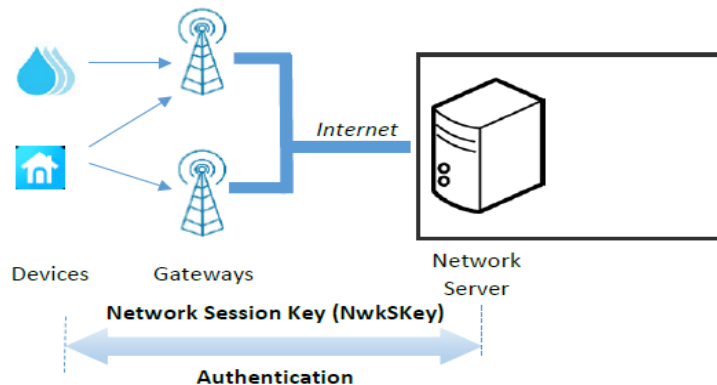 Internet
Devices
Gateways
Network
Server
Network Session Key (NwkSKey)
Authentication